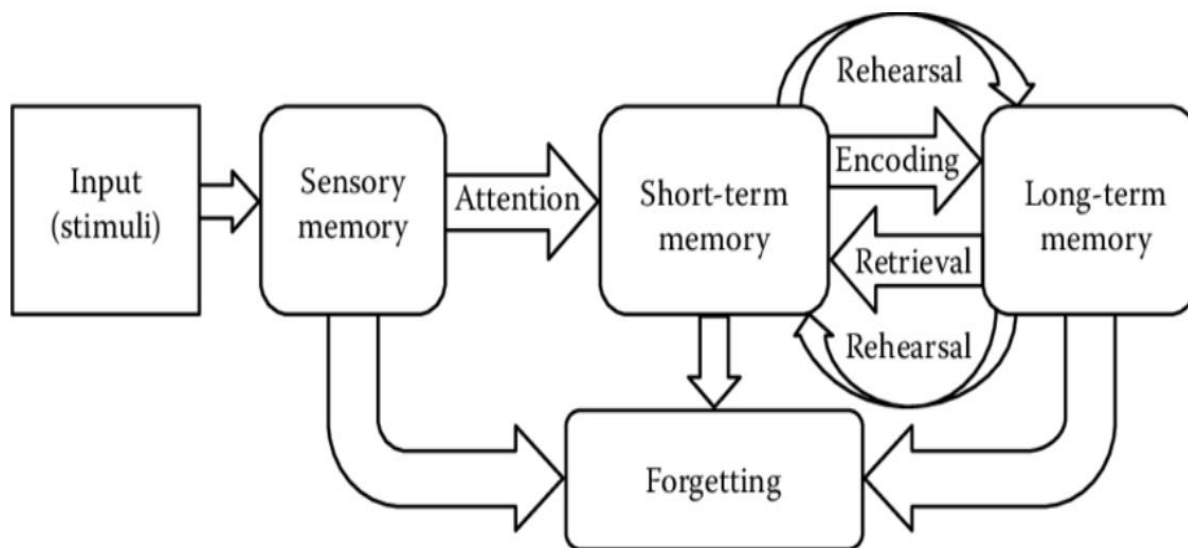 Input
(stimuli)
Sensory
memory
Attention
Short-term
memory
Rehearsal
Encoding
Retrieval
Rehearsal
Long-term
memory
Forgetting